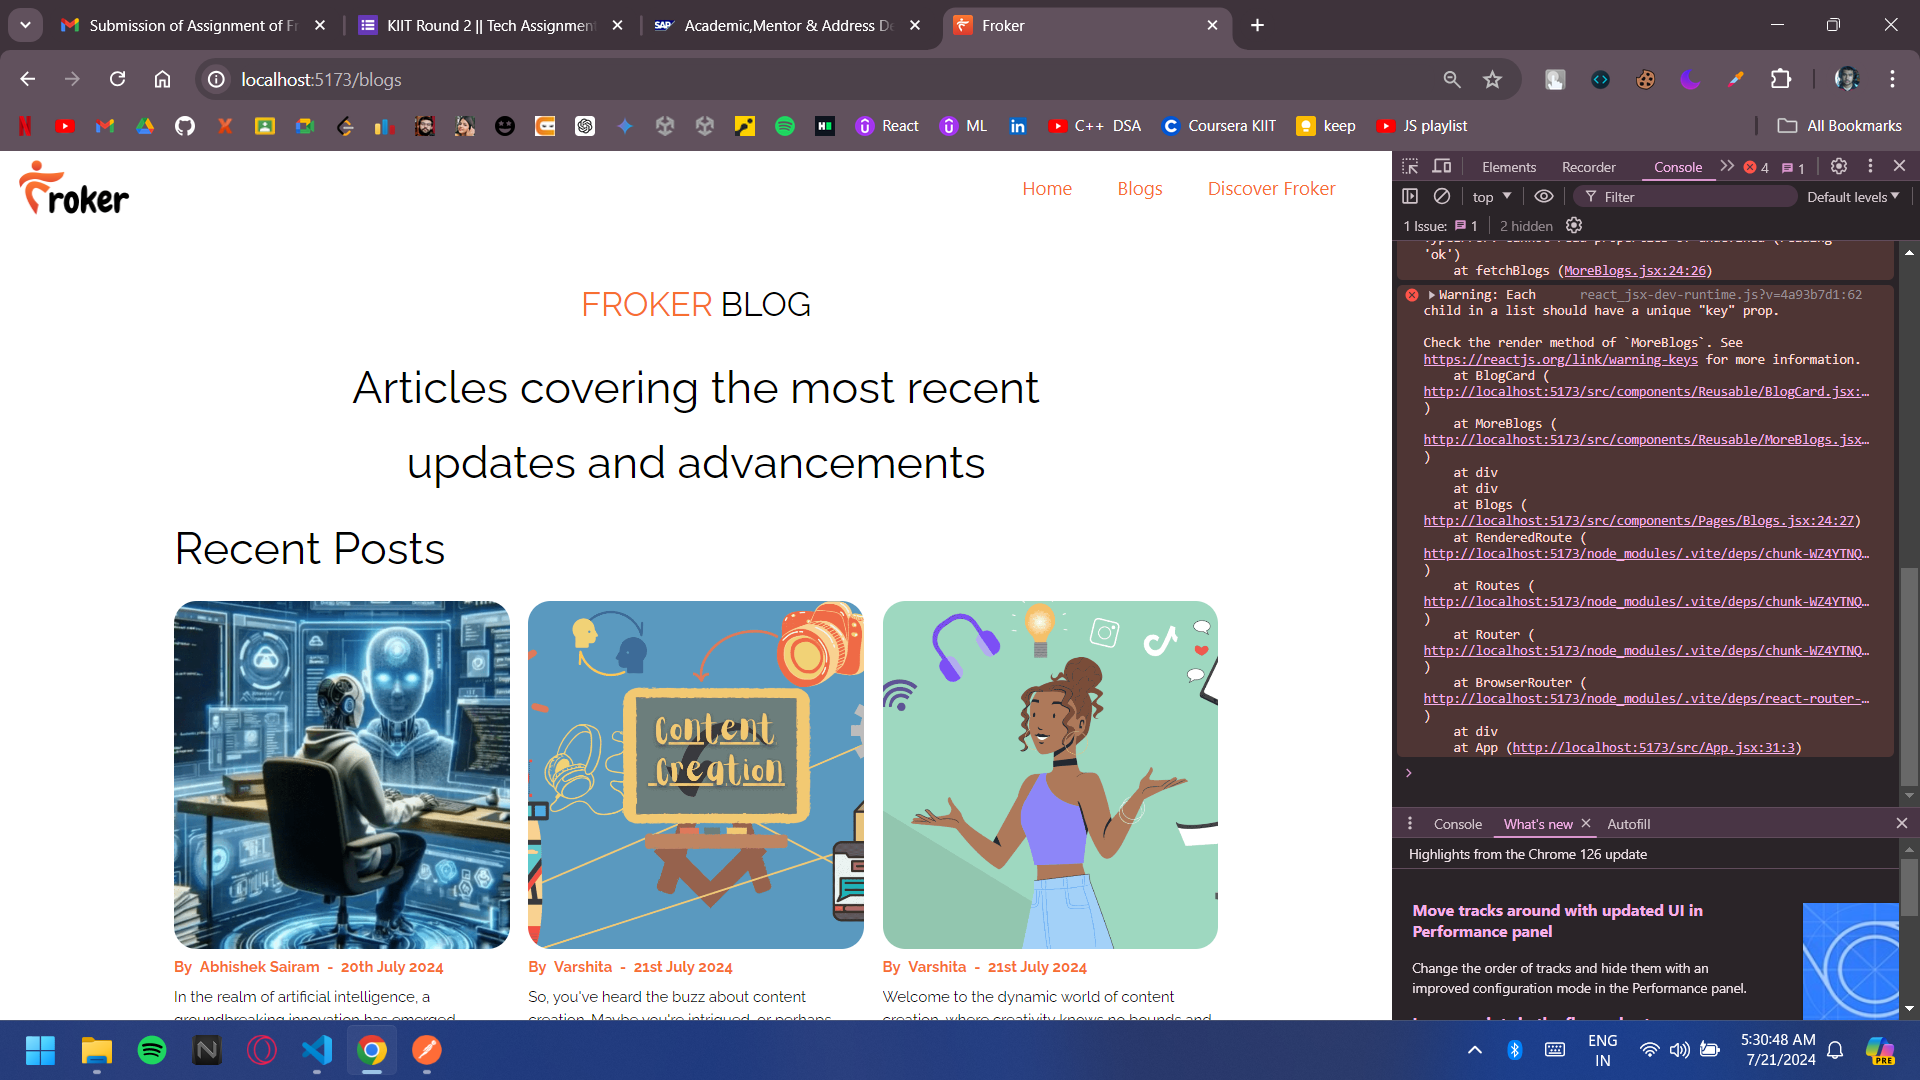 Submission of Assignment of Fr
KIIT Round 2 || Tech Assignment
SAP Academic,Mentor & Address De
Froker
localhost:5173/blogs
React
ML
C++ DSA
Coursera KIIT
keep
JS playlist
All Bookmarks
Froker
Home
Blogs
Discover Froker
FROKER BLOG
Articles covering the most recent
updates and advancements
Recent Posts
Content
Creation
By Abhishek Sairam - 20th July 2024
In the realm of artificial intelligence, a
groundbreaking innovation has emerged
By Varshita - 21st July 2024
So, you've heard the buzz about content
creation. Maybe you're intrigued, or perhaps
By Varshita - 21st July 2024
Welcome to the dynamic world of content
creation, where creativity knows no bounds and
Elements
Recorder
Console
4
1
top
Filter
Default levels
1 Issue: 1
2 hidden
TypeError: Cannot read properties of undefined (reading
'ok')
at fetchBlogs (MoreBlogs.jsx:24:26)
Warning: Each react_jsx-dev-runtime.js?v=4a93b7d1:62
child in a list should have a unique "key" prop.
Check the render method of `MoreBlogs`. See
https://reactjs.org/link/warning-keys for more information.
at BlogCard (
http://localhost:5173/src/components/Reusable/BlogCard.jsx:…
)
at MoreBlogs (
http://localhost:5173/src/components/Reusable/MoreBlogs.jsx…
)
at div
at div
at Blogs (
http://localhost:5173/src/components/Pages/Blogs.jsx:24:27)
at RenderedRoute (
http://localhost:5173/node_modules/.vite/deps/chunk-WZ4YTNQ…
)
at Routes (
http://localhost:5173/node_modules/.vite/deps/chunk-WZ4YTNQ…
)
at Router (
http://localhost:5173/node_modules/.vite/deps/chunk-WZ4YTNQ…
)
at BrowserRouter (
http://localhost:5173/node_modules/.vite/deps/react-router-…
)
at div
at App (http://localhost:5173/src/App.jsx:31:3)
Console
What's new
Autofill
Highlights from the Chrome 126 update
Move tracks around with updated UI in
Performance panel
Change the order of tracks and hide them with an
improved configuration mode in the Performance panel.
ENG
IN
5:30:48 AM
7/21/2024
PRE